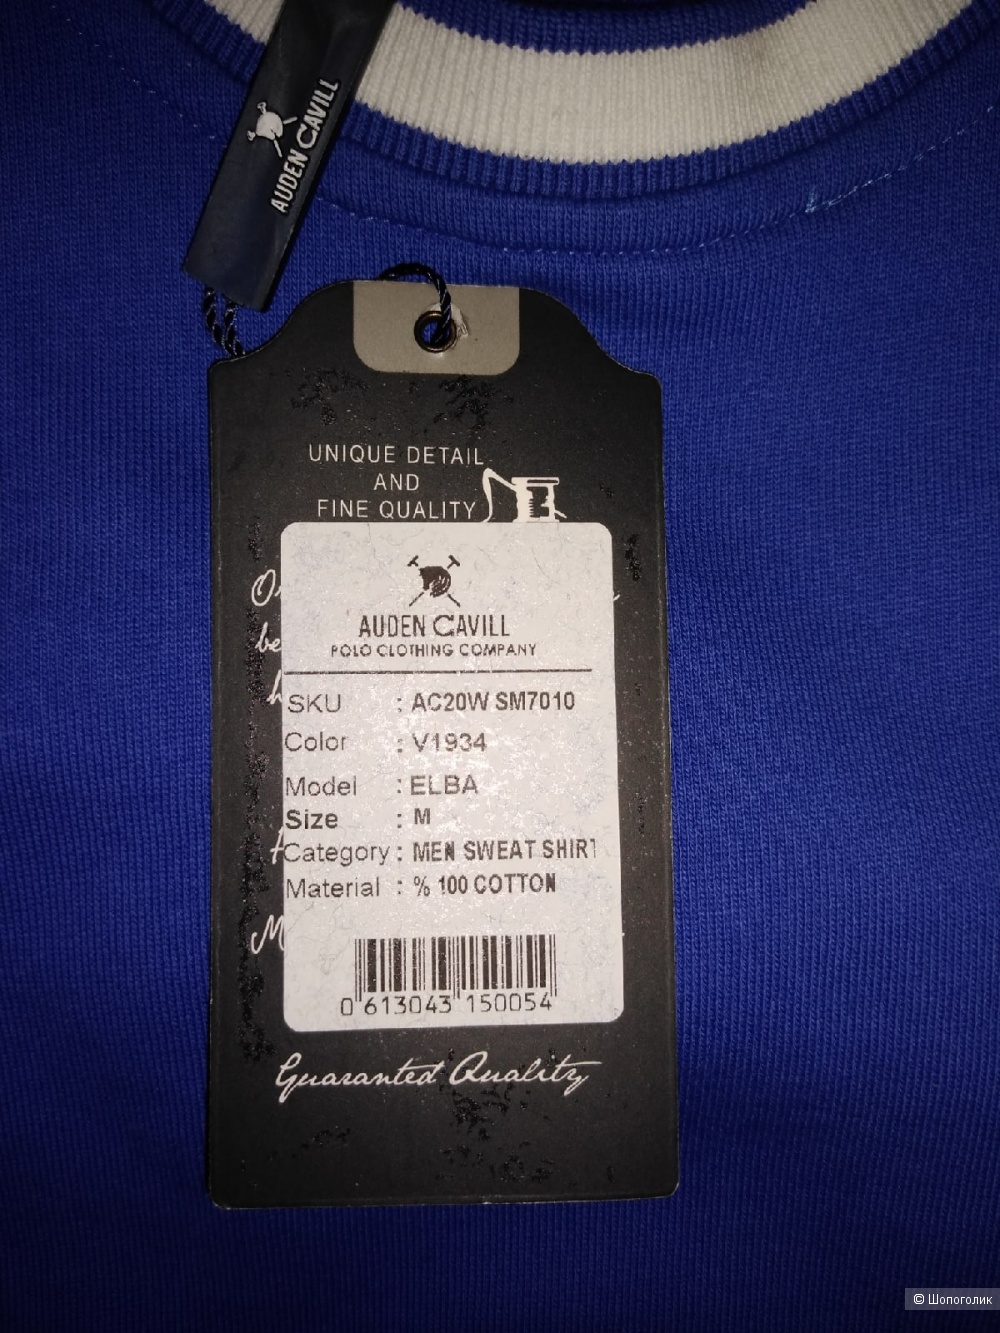 AUDEN CAVILL
UNIQUE DETAIL
AND
FINE QUALITY
be
AUDEN CAVILL
POLO CLOTHING COMPANY
SKU : AC20W SM7010
Color : V1934
Model : ELBA
Size : M
Category : MEN SWEAT SHIRT
Material : % 100 COTTON
0 613043 150054
Guaranted Quality
© Шопоголик